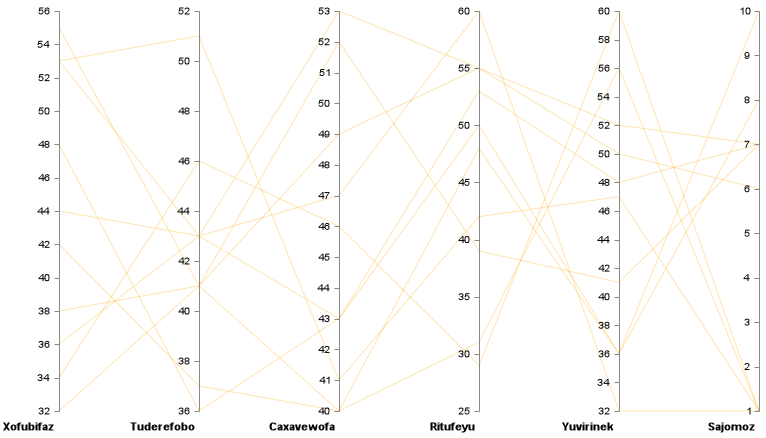 56 52 53 60 60 10
54 52 58
52 50 51 55 56 9
50 50 54
48 49 52 8
48 48 50 50
46 46 47 48 7
44 46 45 46 6
44 45 44
42 42 44 40 42 5
40 43 40 4
38 40 42 35 38 3
36 38 41 30 36 2
34 34
32 36 40 25 32 1
Xofubifaz Tuderefobo Caxavewofa Ritufeyu Yuvirinek Sajomoz